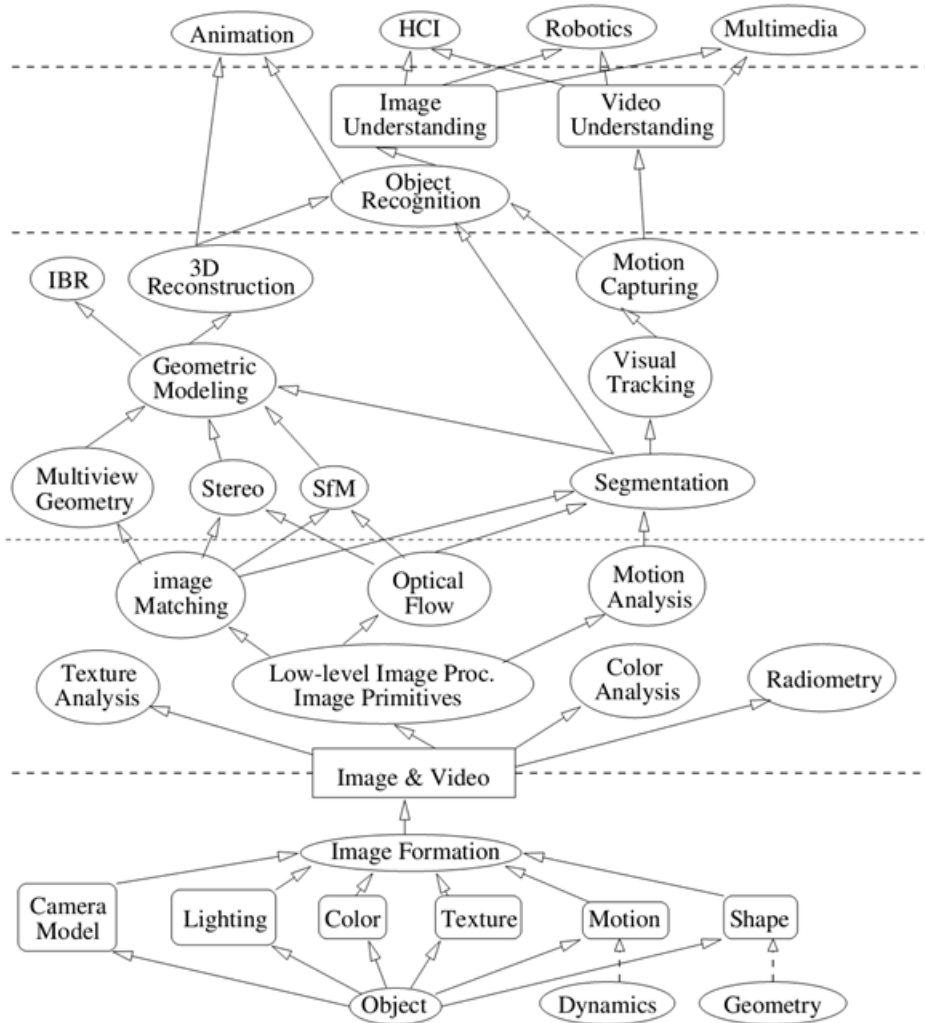 Animation
HCI
Robotics
Multimedia
Image
Understanding
Video
Understanding
Object
Recognition
IBR
3D
Reconstruction
Motion
Capturing
Geometric
Modeling
Visual
Tracking
Multiview
Geometry
Stereo
SfM
Segmentation
image
Matching
Optical
Flow
Motion
Analysis
Texture
Analysis
Low-level Image Proc.
Image Primitives
Color
Analysis
Radiometry
Image & Video
Image Formation
Camera
Model
Lighting
Color
Texture
Motion
Shape
Object
Dynamics
Geometry